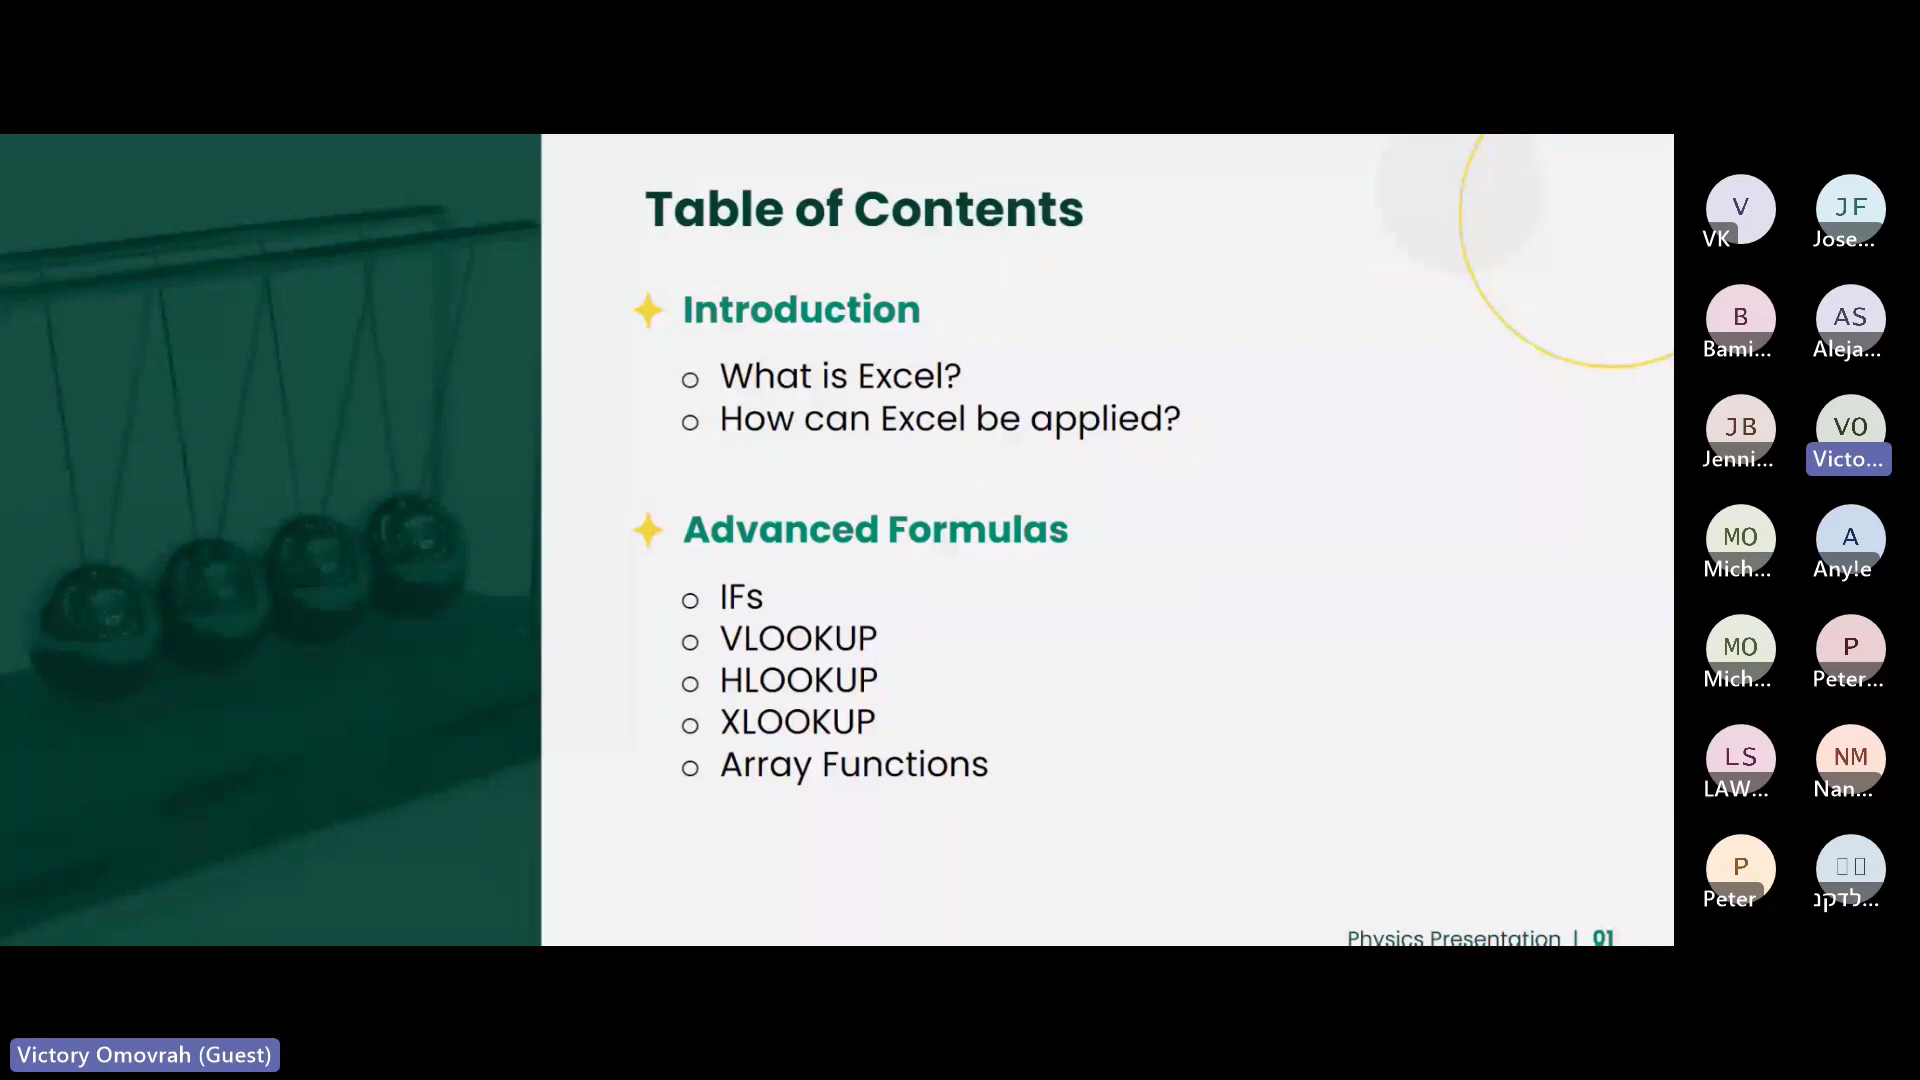 Table of Contents
Introduction
What is Excel?
How can Excel be applied?
Advanced Formulas
IFs
VLOOKUP
HLOOKUP
XLOOKUP
Array Functions
Physics Presentation | 01
V
VK
JF
Jose...
B
Bami...
AS
Aleja...
JB
Jenni...
VO
Victo...
MO
Mich...
A
Any!e
MO
Mich...
P
Peter...
LS
LAW...
NM
Nan...
P
Peter
לדקנ...
Victory Omovrah (Guest)